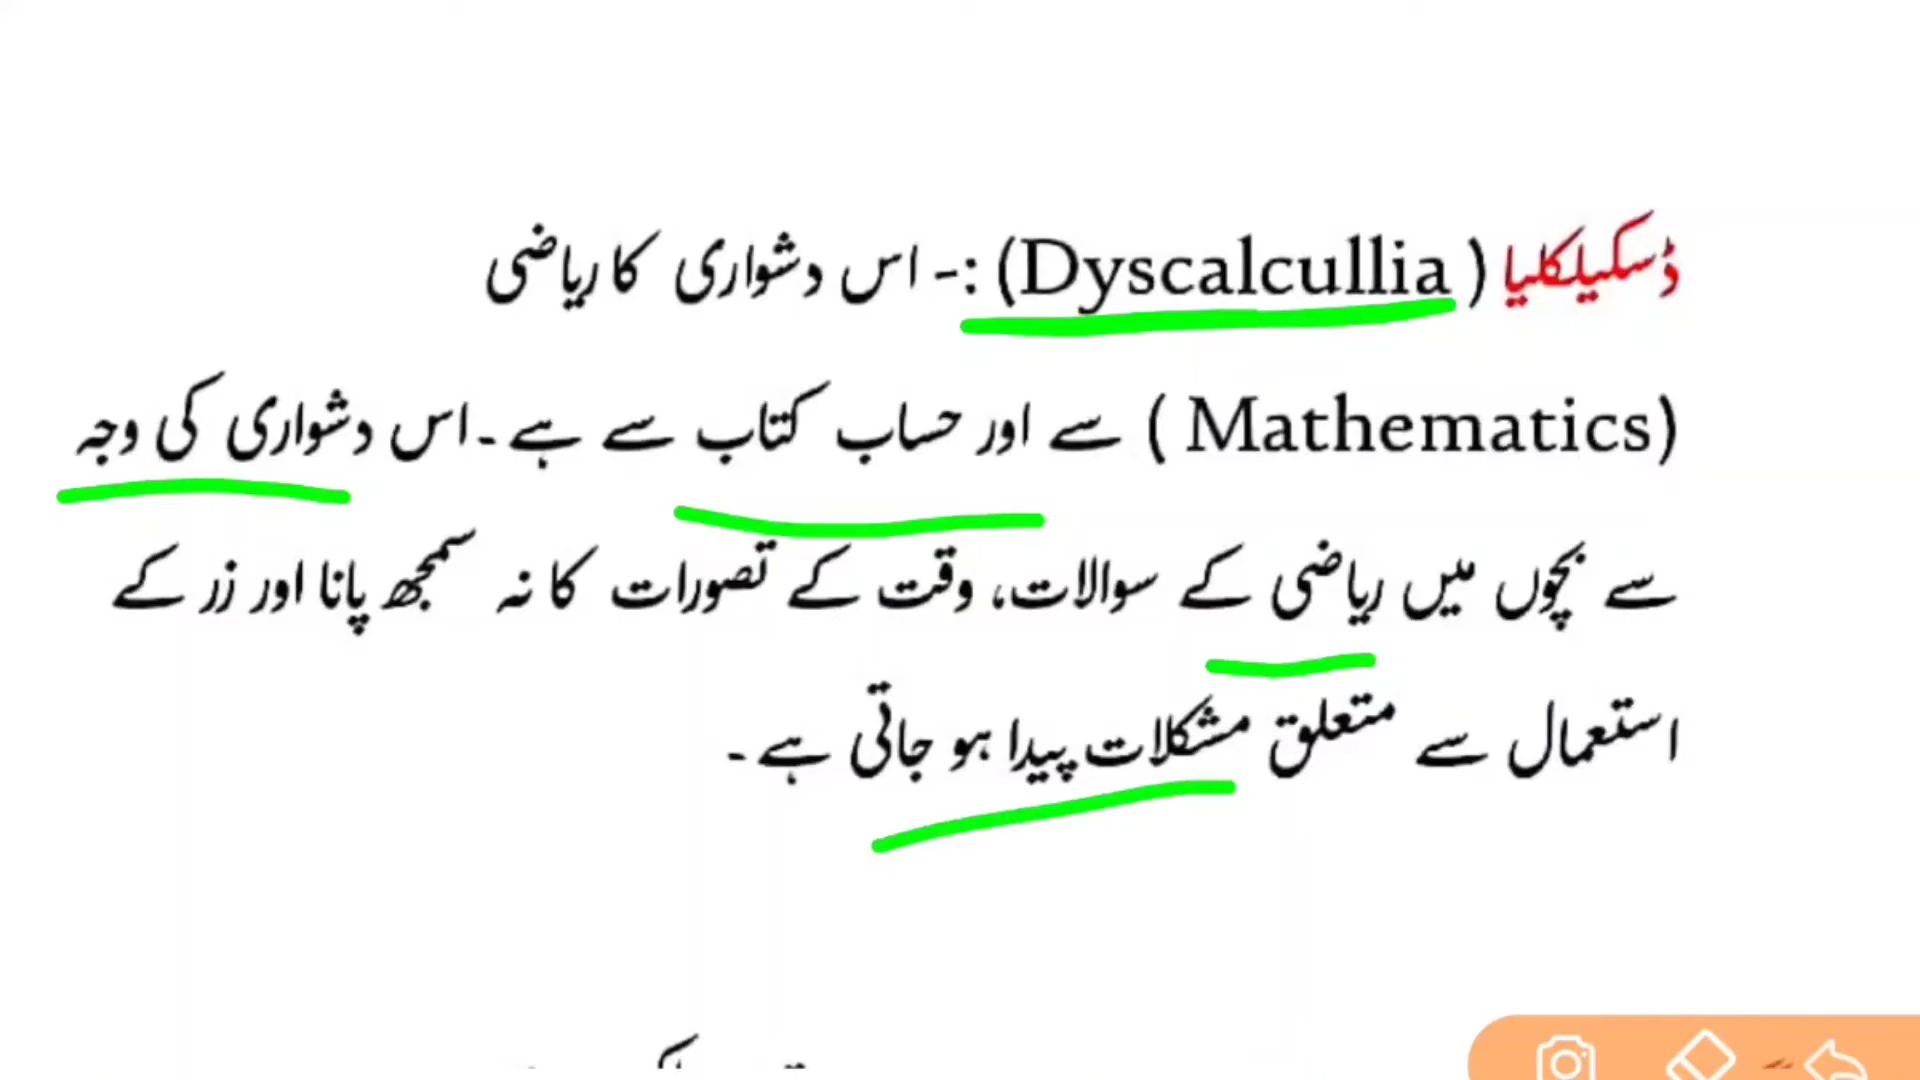 ڈسکیلکلیا ( Dyscalcullia) :- اس دشواری کا ریاضی
(Mathematics ) سے اور حساب کتاب سے ہے۔ اس دشواری کی وجہ
سے بچوں میں ریاضی کے سوالات، وقت کے تصورات کا نہ سمجھ پانا اور زر کے
استعمال سے متعلق مشکلات پیدا ہو جاتی ہے۔